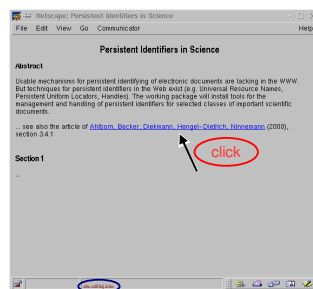 Netscape: Persistent Identifiers in Science
File Edit View Go Communicator Help
Persistent Identifiers in Science
Abstract
Usable mechanisms for persistent identifying of electronic documents are lacking in the WWW.
But techniques for persistent identifiers in the Web exist (e.g. Universal Resource Names,
Persistent Uniform Locators, Handles). The working package will install tools for the
management and handling of persistent identifiers for selected classes of important scientific
documents.
... see also the article of Ahlborn, Becker, Diekmann, Hengel-Dietrich, Ninnemann (2000),
section 3.4.1
click
Section 1
...